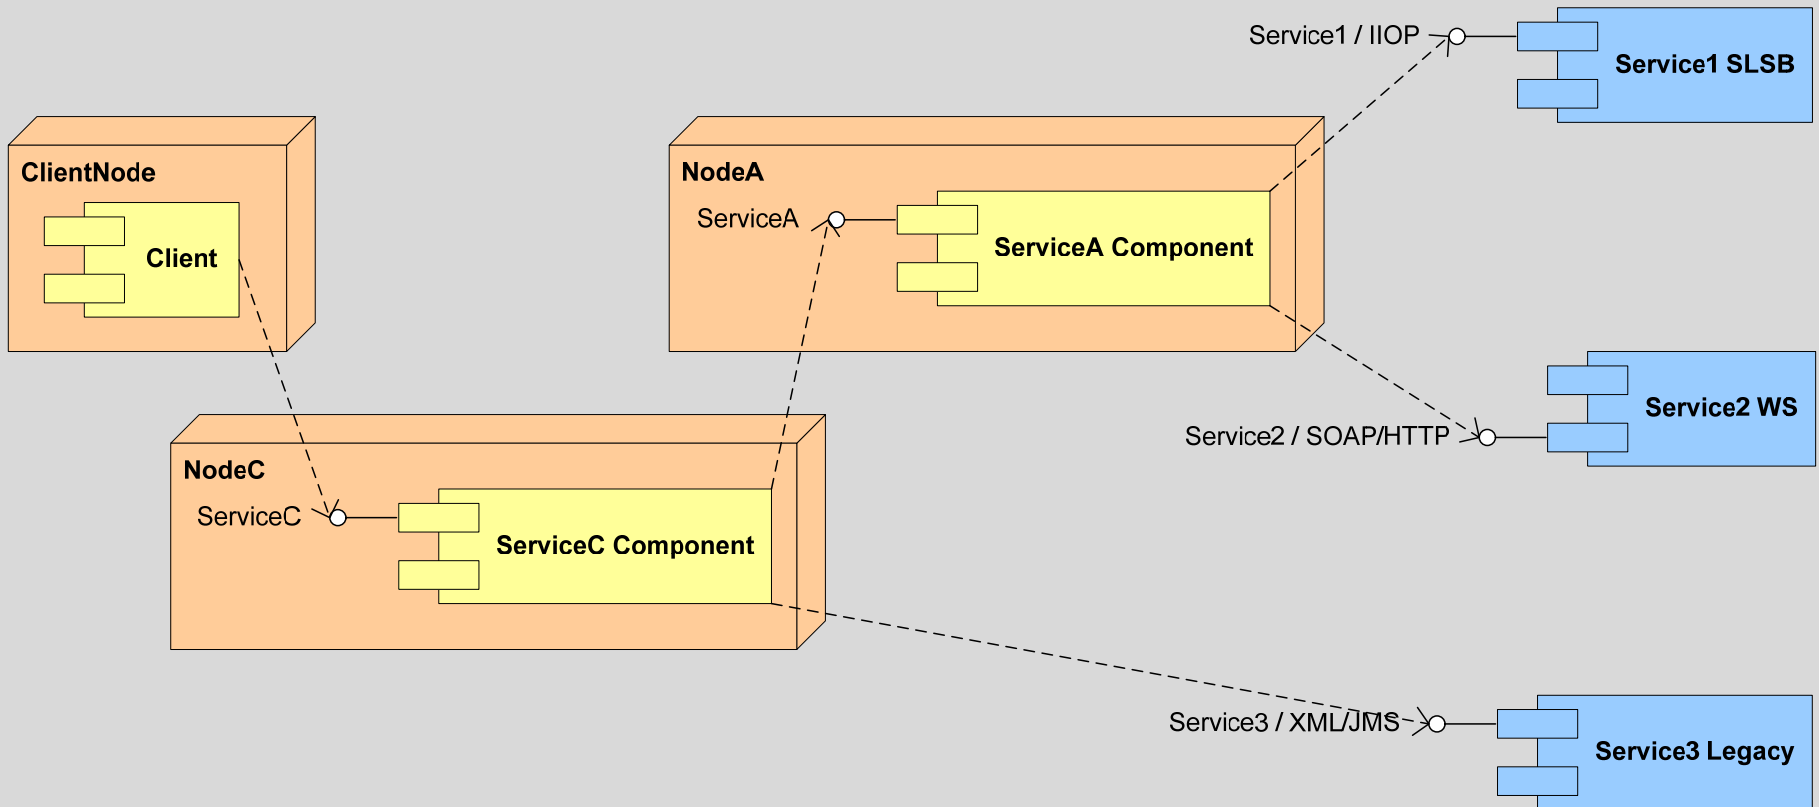 Service1 / IIOP
Service1 SLSB
ClientNode
Client
NodeA
ServiceA
ServiceA Component
Service2 WS
Service2 / SOAP/HTTP
NodeC
ServiceC
ServiceC Component
Service3 / XML/JMS
Service3 Legacy